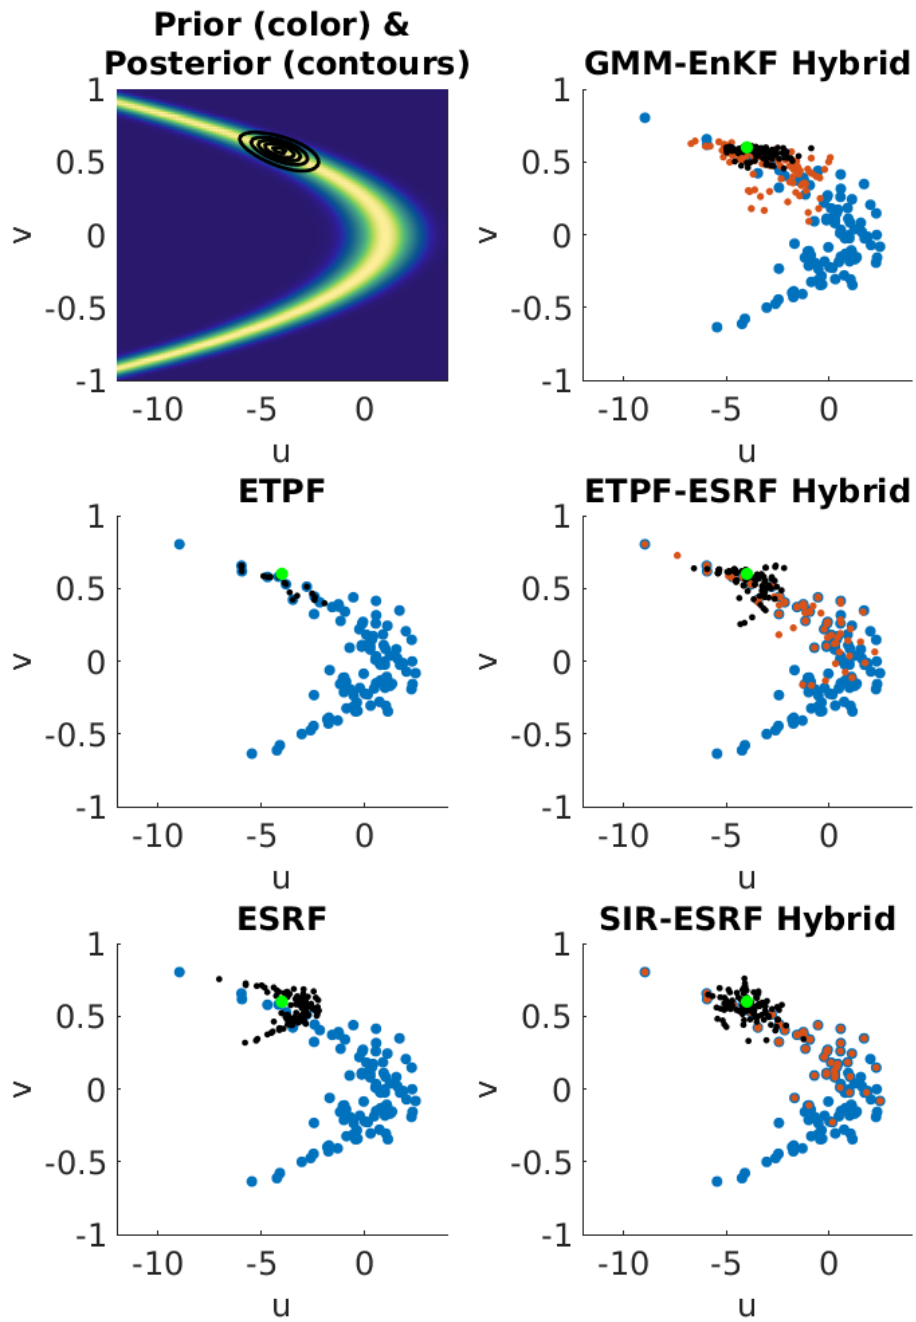 Prior (color) &
Posterior (contours)
1
0.5
0
-0.5
-1
v
-10 -5 0
u
GMM-EnKF Hybrid
1
0.5
0
-0.5
-1
v
-10 -5 0
u
ETPF
1
0.5
0
-0.5
-1
v
-10 -5 0
u
ETPF-ESRF Hybrid
1
0.5
0
-0.5
-1
v
-10 -5 0
u
ESRF
1
0.5
0
-0.5
-1
v
-10 -5 0
u
SIR-ESRF Hybrid
1
0.5
0
-0.5
-1
v
-10 -5 0
u